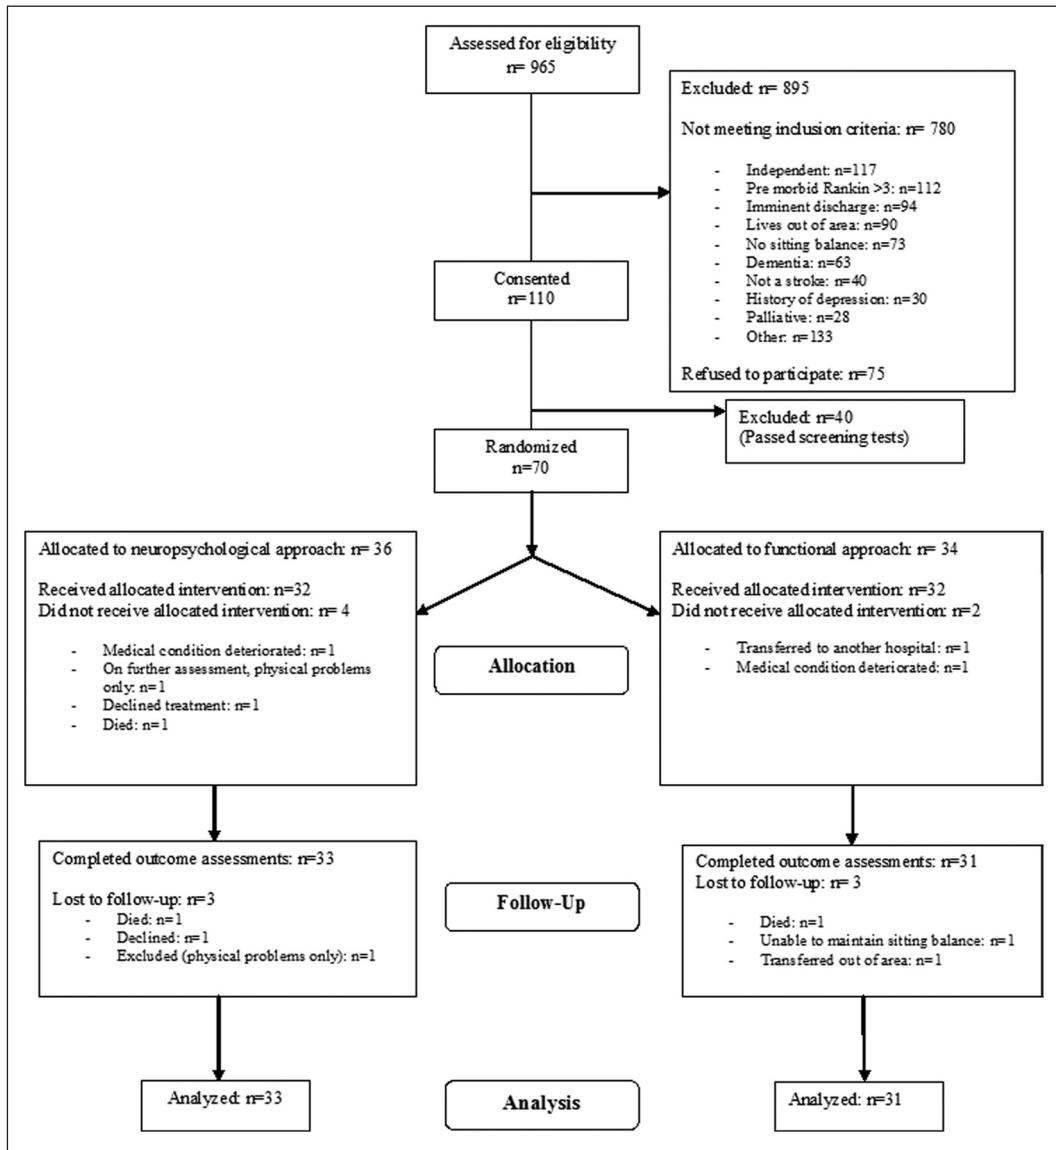 Assessed for eligibility
n= 965
Excluded: n= 895
Not meeting inclusion criteria: n= 780
- Independent: n=117
- Pre morbid Rankin >3: n=112
- Imminent discharge: n=94
- Lives out of area: n=90
- No sitting balance: n=73
- Dementia: n=63
- Not a stroke: n=40
- History of depression: n=30
- Palliative: n=28
- Other: n=133
Refused to participate: n=75
Consented
n=110
Excluded: n=40
(Passed screening tests)
Randomized
n=70
Allocated to neuropsychological approach: n= 36
Received allocated intervention: n=32
Did not receive allocated intervention: n= 4
- Medical condition deteriorated: n=1
- On further assessment, physical problems
only: n=1
- Declined treatment: n=1
- Died: n=1
Allocated to functional approach: n= 34
Received allocated intervention: n=32
Did not receive allocated intervention: n=2
- Transferred to another hospital: n=1
- Medical condition deteriorated: n=1
Allocation
Completed outcome assessments: n=33
Lost to follow-up: n=3
- Died: n=1
- Declined: n=1
- Excluded (physical problems only): n=1
Follow-Up
Completed outcome assessments: n=31
Lost to follow-up: n= 3
- Died: n=1
- Unable to maintain sitting balance: n=1
- Transferred out of area: n=1
Analyzed: n=33
Analysis
Analyzed: n=31